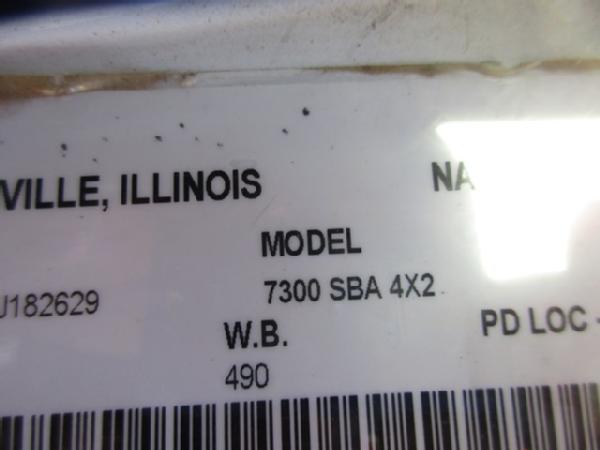 VILLE, ILLINOIS NA
MODEL
J182629 7300 SBA 4X2
W.B. PD LOC -
490